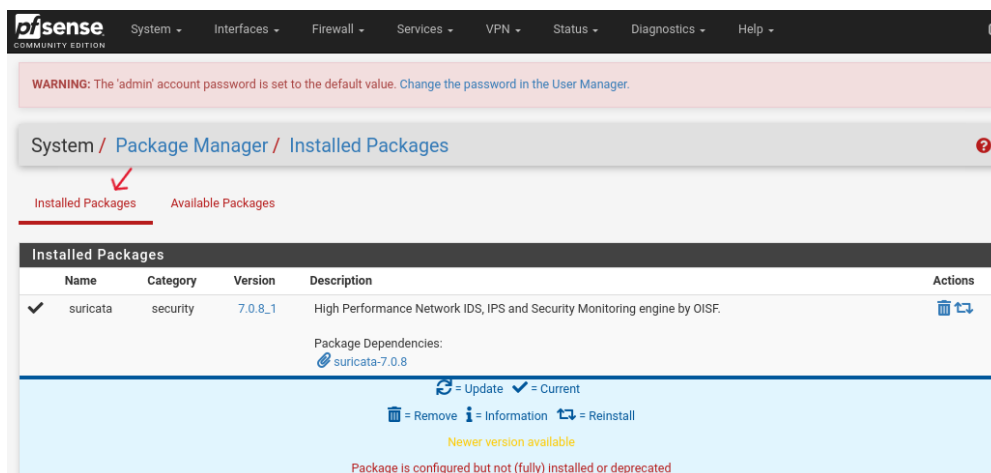 pfsense
COMMUNITY EDITION
System Interfaces Firewall Services VPN Status Diagnostics Help
WARNING: The 'admin' account password is set to the default value. Change the password in the User Manager.
System / Package Manager / Installed Packages
Installed Packages Available Packages
Installed Packages
Name Category Version Description Actions
suricata security 7.0.8_1 High Performance Network IDS, IPS and Security Monitoring engine by OISF.
Package Dependencies:
suricata-7.0.8
= Update = Current
= Remove = Information = Reinstall
Newer version available
Package is configured but not (fully) installed or deprecated